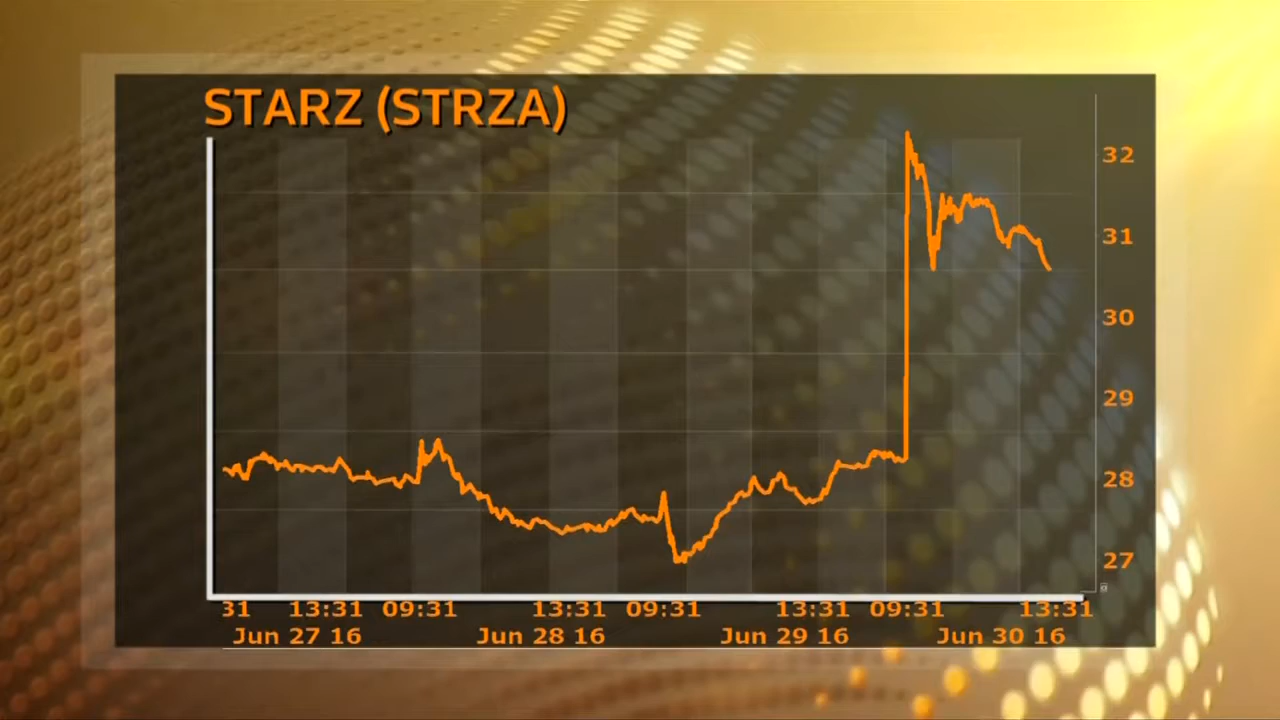 STARZ (STRZA)
32
31
30
29
28
27
31 13:31 09:31 13:31 09:31 13:31 09:31 13:31
Jun 27 16 Jun 28 16 Jun 29 16 Jun 30 16